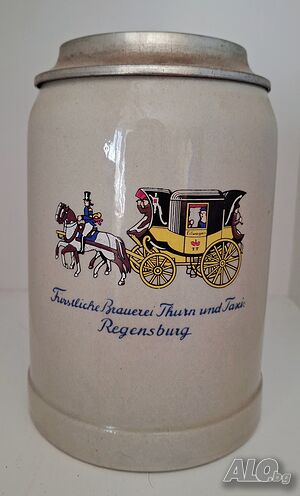 Fürstliche Brauerei Thurn und Taxis
Regensburg
ALO.bg